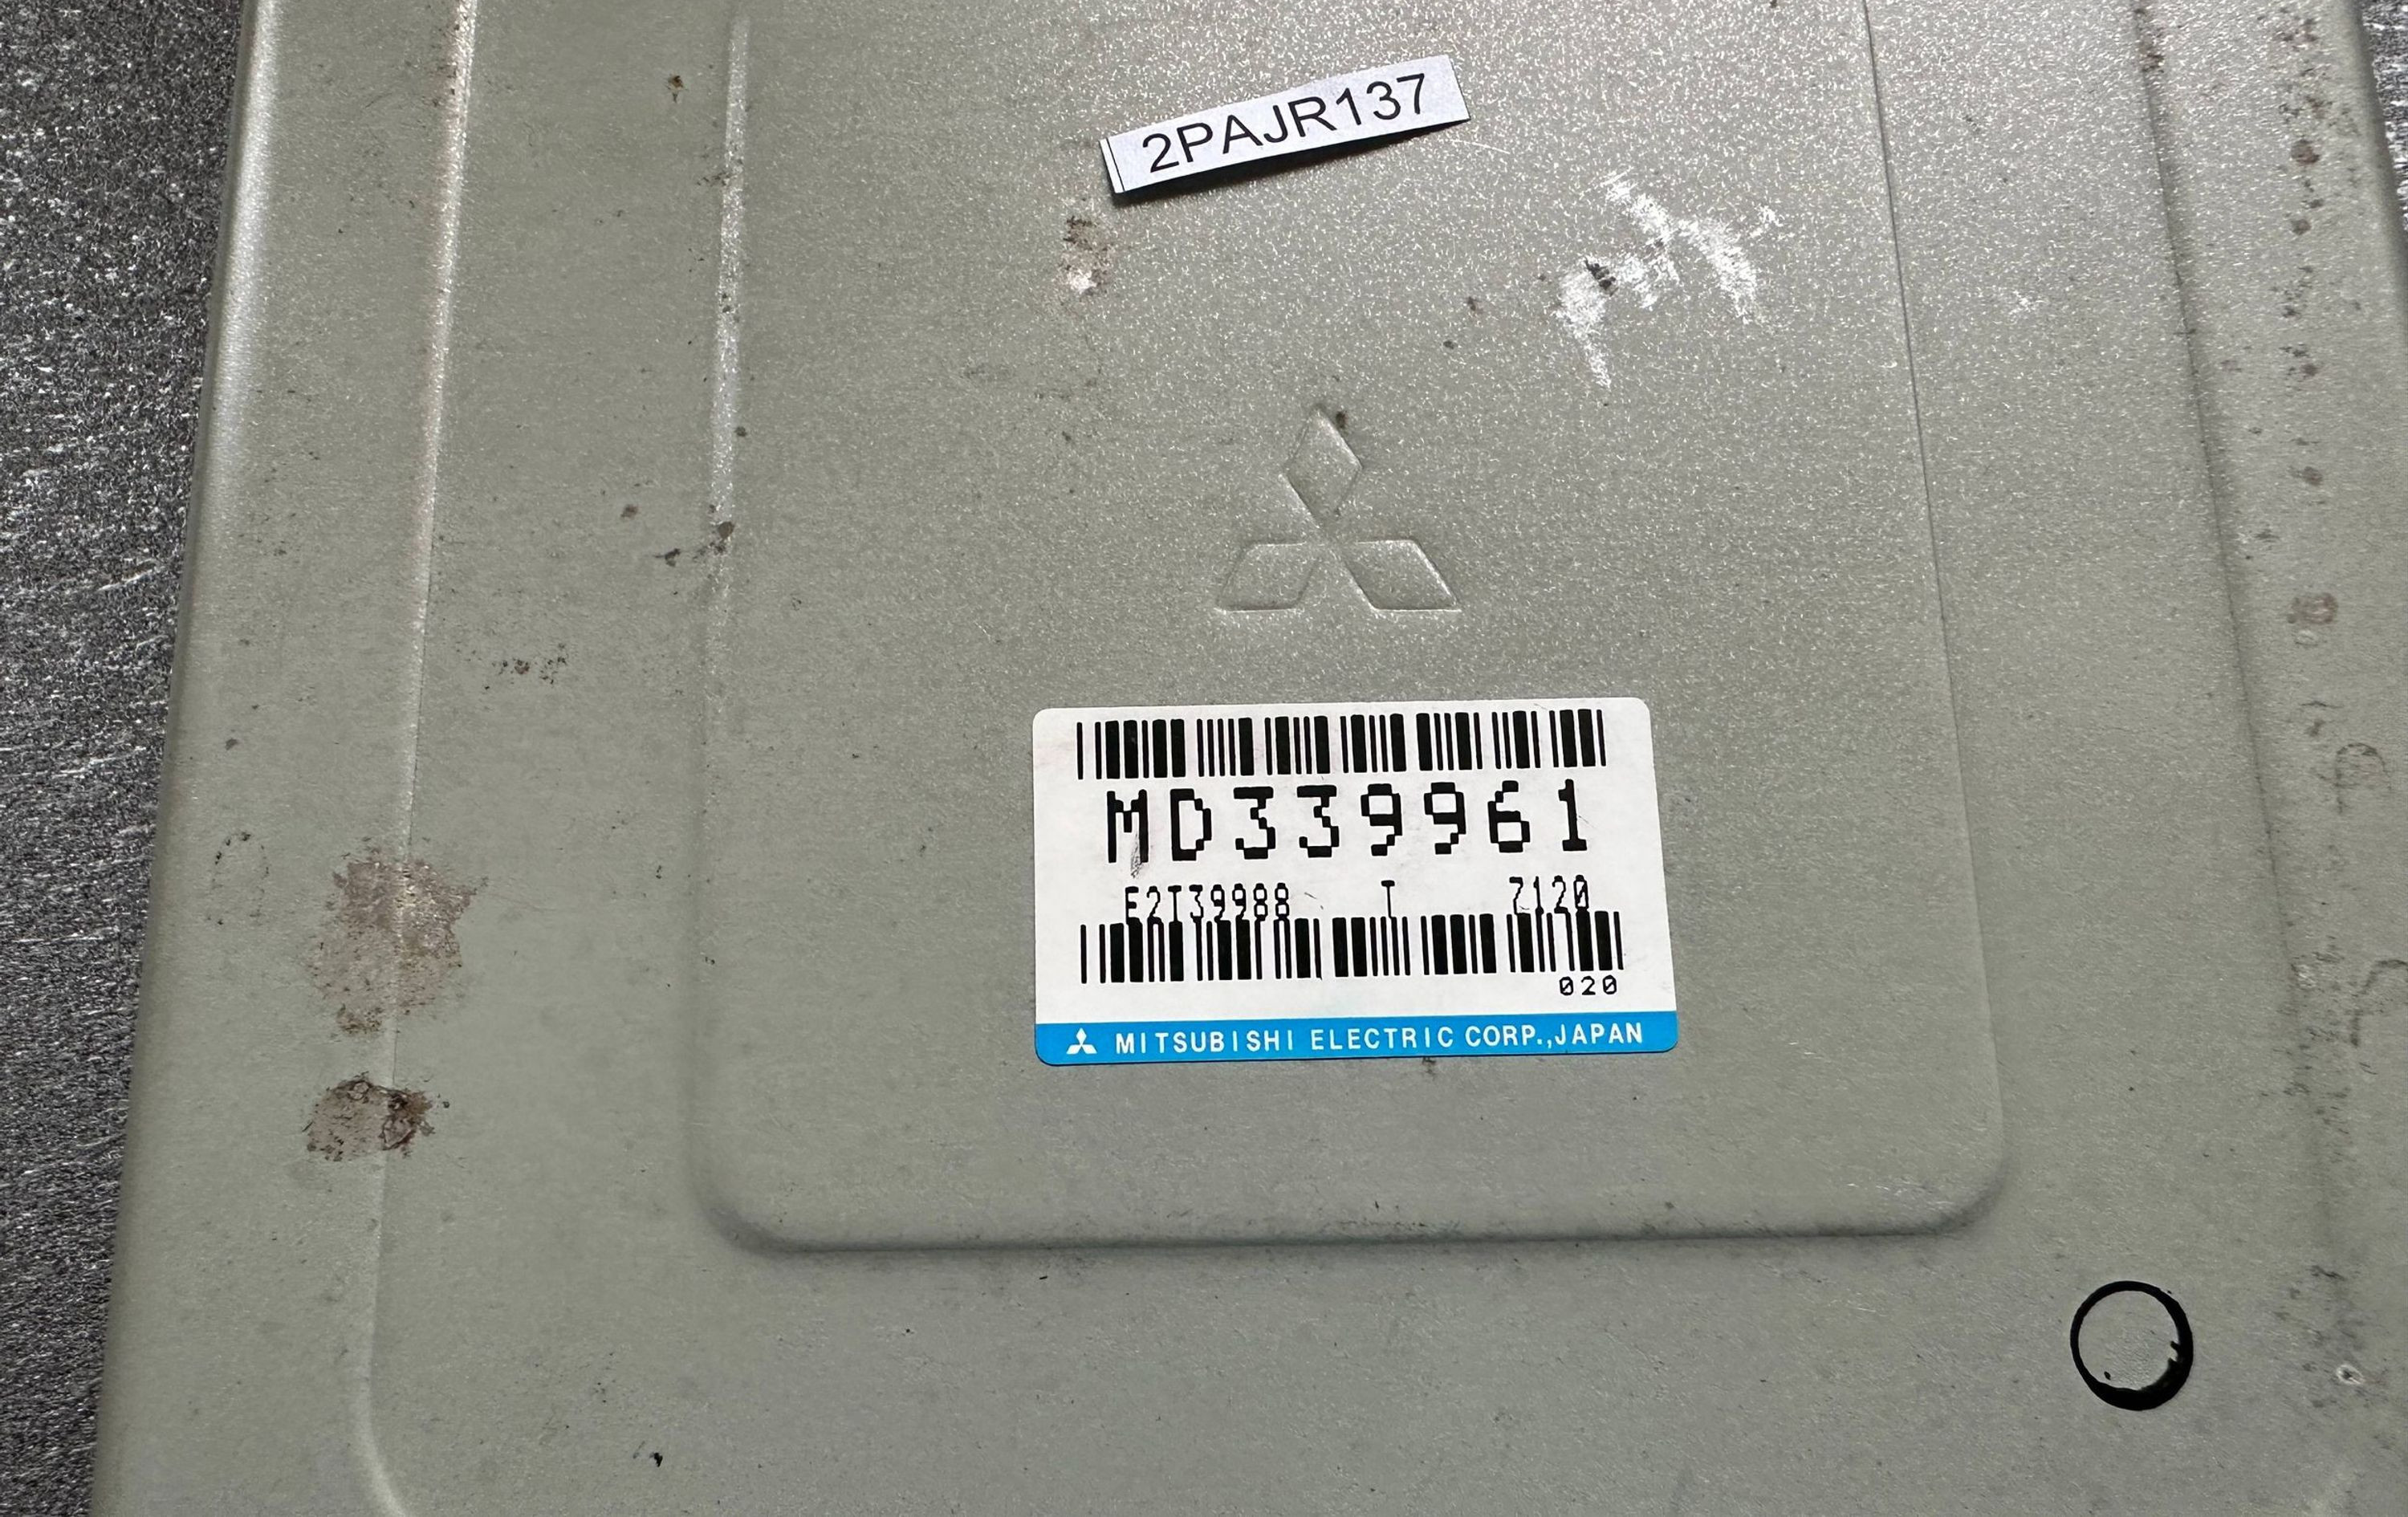 2PAJR137
MD339961
E2T39988 T Z120
020
MITSUBISHI ELECTRIC CORP.,JAPAN